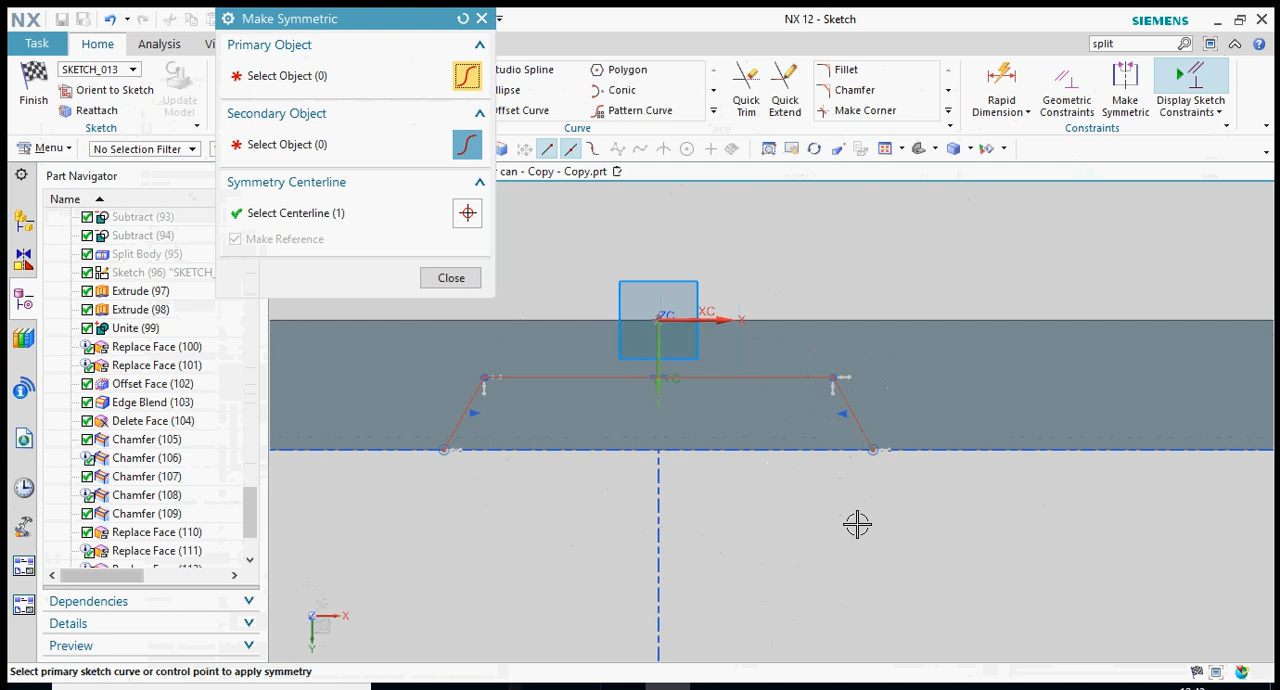 NX
Make Symmetric
NX 12 - Sketch
SIEMENS
Task
Home
Analysis
Vi
split
Finish
SKETCH_013
Orient to Sketch
Reattach
Update
Model
Sketch
Primary Object
Select Object (0)
Secondary Object
Select Object (0)
Symmetry Centerline
Select Centerline (1)
Make Reference
Close
tudio Spline
Polygon
llipse
Conic
ffset Curve
Pattern Curve
Curve
Quick
Trim
Quick
Extend
Fillet
Chamfer
Make Corner
Rapid
Dimension
Geometric
Constraints
Make
Symmetric
Display Sketch
Constraints
Constraints
Menu
No Selection Filter
can - Copy - Copy.prt
Part Navigator
Name
Subtract (93)
Subtract (94)
Split Body (95)
Sketch (96) "SKETCH_
Extrude (97)
Extrude (98)
Unite (99)
Replace Face (100)
Replace Face (101)
Offset Face (102)
Edge Blend (103)
Delete Face (104)
Chamfer (105)
Chamfer (106)
Chamfer (107)
Chamfer (108)
Chamfer (109)
Replace Face (110)
Replace Face (111)
Dependencies
Details
Preview
ZC
XC
X
YC
Y
Z
X
Y
Select primary sketch curve or control point to apply symmetry